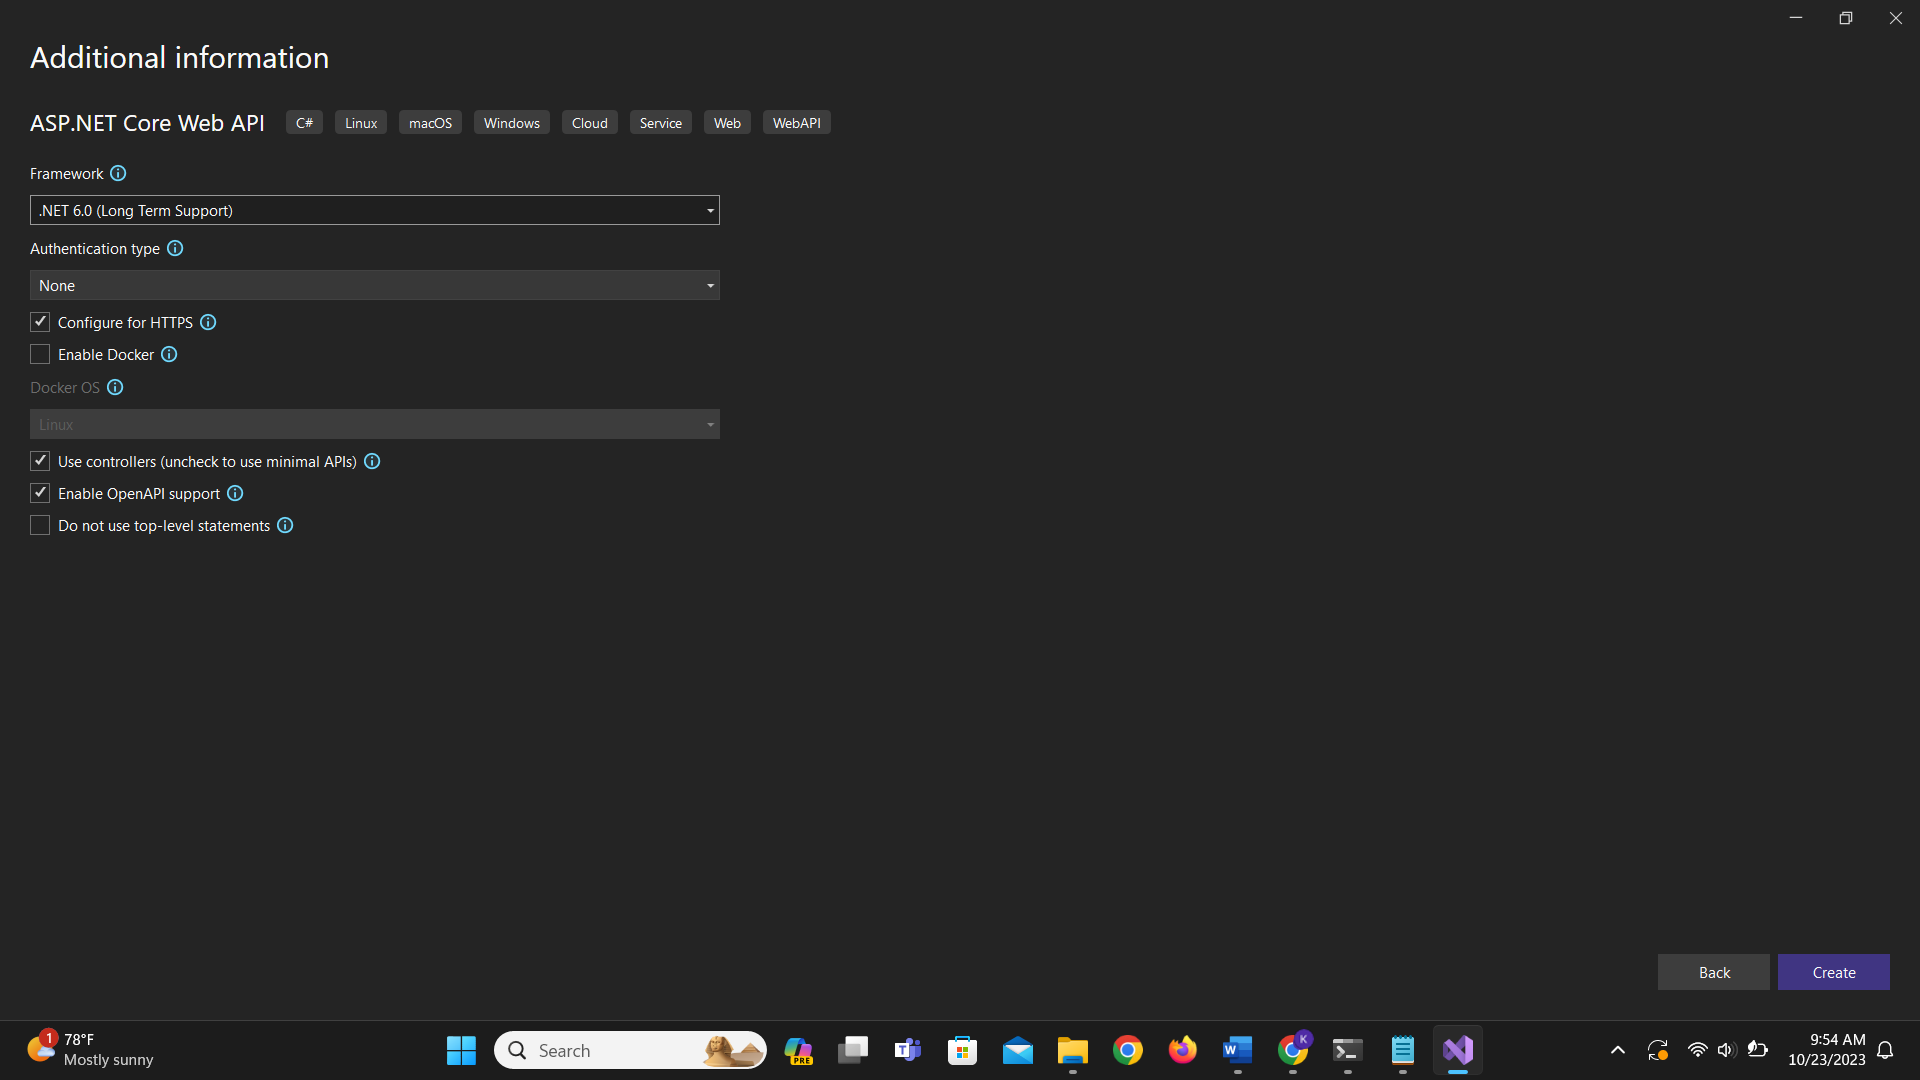 Additional information
ASP.NET Core Web API C# Linux macOS Windows Cloud Service Web WebAPI
Framework
.NET 6.0 (Long Term Support)
Authentication type
None
Configure for HTTPS
Enable Docker
Docker OS
Linux
Use controllers (uncheck to use minimal APIs)
Enable OpenAPI support
Do not use top-level statements
Back Create
1
78°F
Mostly sunny
Search
PRE
T
W
K
9:54 AM
10/23/2023